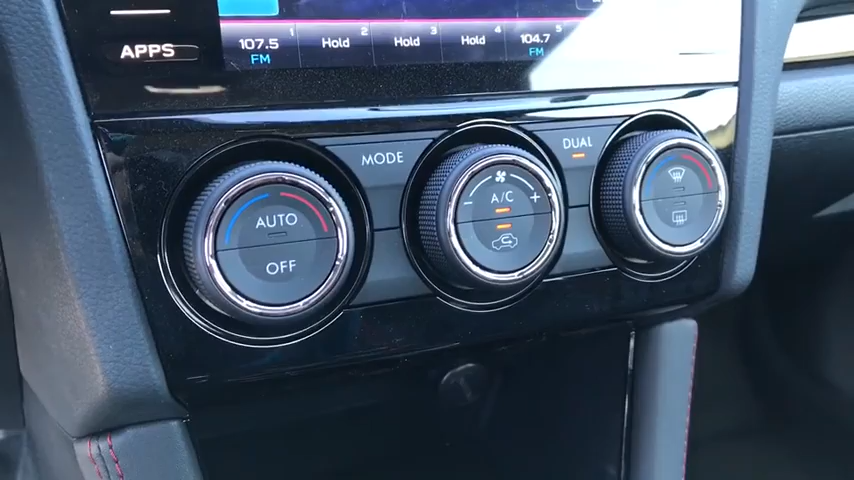 APPS
107.5 1 Hold 2 Hold 3 Hold 4 104.7 5
FM FM
MODE
DUAL
AUTO
OFF
A/C
- +